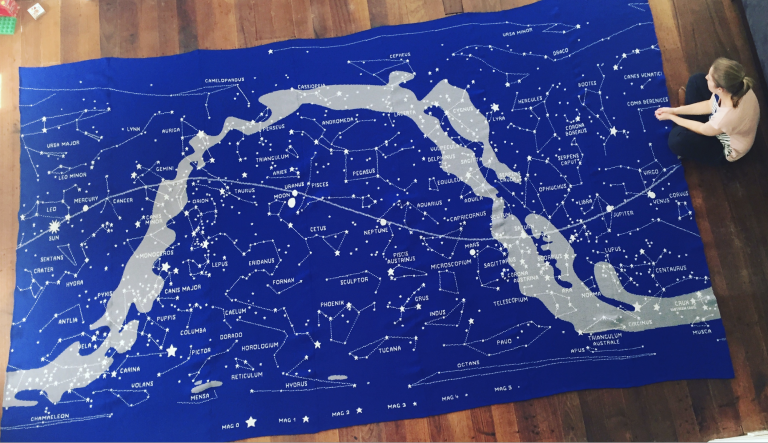 URSA MINOR
DRACO
CEPHEUS
CAMELOPARDUS
CASSIOPEIA
CANES VENATICI
BOOTES
HERCULES
COMA BERENICES
LACERTA
CYGNUS
LYRA
CORONA BOREALIS
LYNX
AURIGA
PERSEUS
ANDROMEDA
URSA MAJOR
LEO MINOR
GEMINI
TRIANGULUM
ARIES
PEGASUS
DELPHINUS
SAGITTA
EQUULEUS
SERPENS CAPUT
OPHIUCHUS
VIRGO
LEO
MERCURY
CANCER
ORION
TAURUS
URANUS
PISCES
MOON
AQUARIUS
AQUILA
CAPRICORNUS
LIBRA
JUPITER
VENUS
CORVUS
SUN
CANIS MINOR
CETUS
NEPTUNE
MARS
SEXTANS
CRATER
MONOCEROS
LEPUS
ERIDANUS
PISCIS AUSTRINUS
MICROSCOPIUM
SAGITTARIUS
CORONA AUSTRINA
LUPUS
CENTAURUS
HYDRA
PYXIS
CANIS MAJOR
FORNAX
SCULPTOR
GRUS
TELESCOPIUM
ARA
NORMA
CRUX
ANTLIA
PUPPIS
COLUMBA
CAELUM
PHOENIX
INDUS
CIRCINUS
MUSCA
VELA
PICTOR
DORADO
HOROLOGIUM
TUCANA
PAVO
TRIANGULUM AUSTRALE
APUS
CARINA
VOLANS
RETICULUM
HYDRUS
OCTANS
MENSA
CHAMAELEON
MAG 0
MAG 1
MAG 2
MAG 3
MAG 4
MAG 5